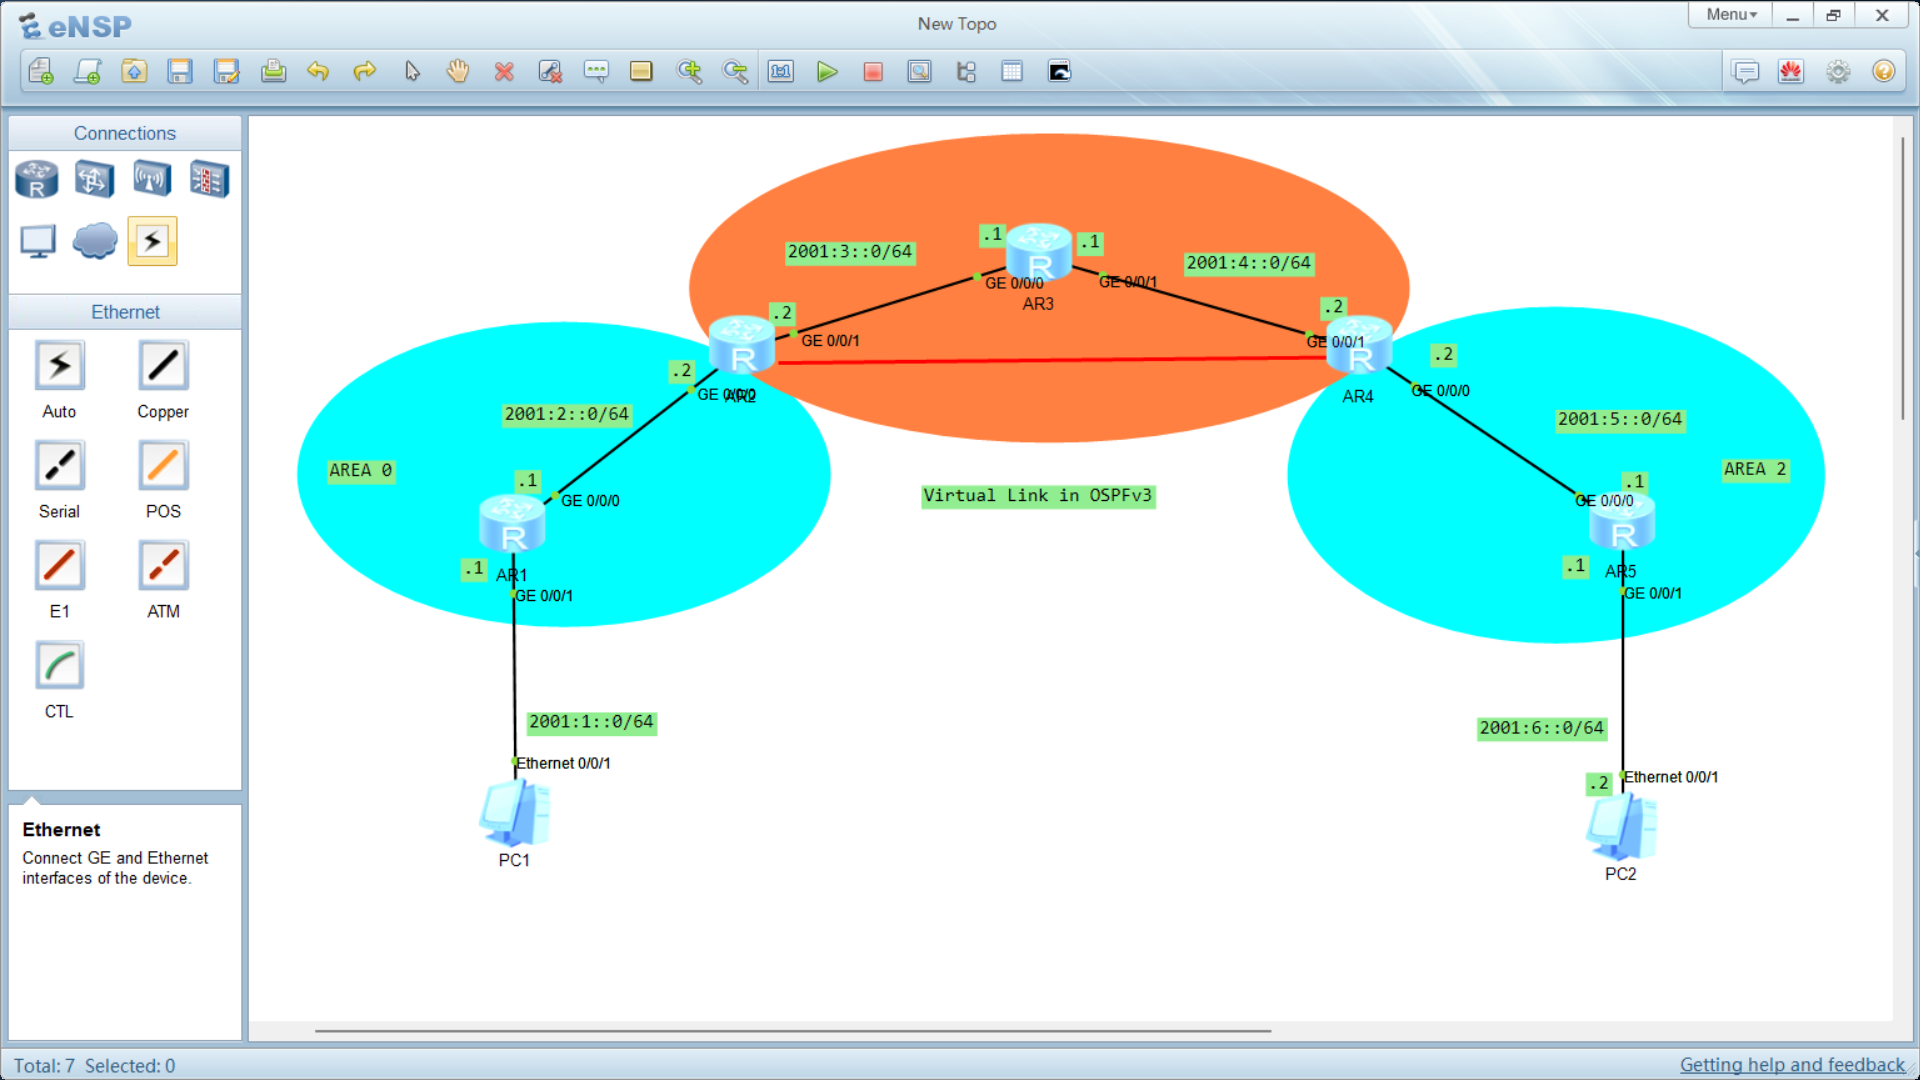 eNSP
New Topo
Menu
Connections
Ethernet
Auto
Copper
Serial
POS
E1
ATM
CTL
Ethernet
Connect GE and Ethernet
interfaces of the device.
.1
.1
2001:3::0/64
2001:4::0/64
GE 0/0/0
GE 0/0/1
AR3
.2
.2
GE 0/0/1
GE 0/0/1
.2
.2
GE 0/0/0
AR2
AR4
GE 0/0/0
2001:2::0/64
2001:5::0/64
AREA 0
AREA 2
.1
.1
Virtual Link in OSPFv3
GE 0/0/0
GE 0/0/0
.1
AR1
.1
AR5
GE 0/0/1
GE 0/0/1
2001:1::0/64
2001:6::0/64
Ethernet 0/0/1
.2
Ethernet 0/0/1
PC1
PC2
Total: 7 Selected: 0
Getting help and feedback